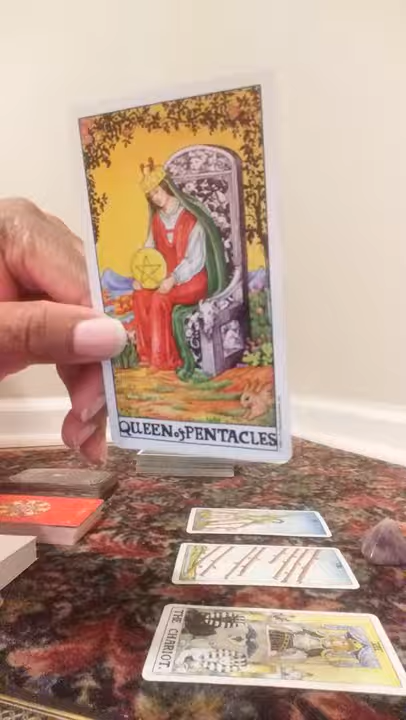 QUEEN of PENTACLES
THE CHARIOT.